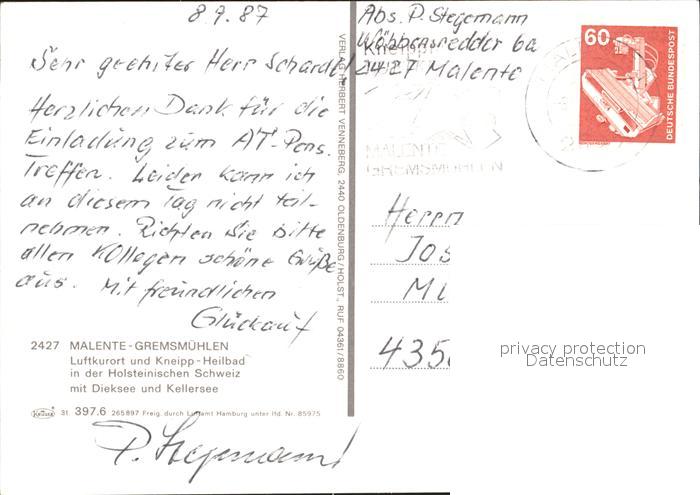 8.9.87
Sehr geehrter Herr Schardt
Herzlichen Dank für die
Einladung zum AT-Pens.
Treffen. Leider kann ich
an diesem Tag nicht teil-
nehmen. Richten Sie bitte
allen Kollegen schöne Grüße
aus. Mit freundlichen
Glückauf
2427 MALENTE-GREMSMÜHLEN
Luftkurort und Kneipp-Heilbad
in der Holsteinischen Schweiz
mit Dieksee und Kellersee
Krüger 31. 397.6 265897 Freig. durch Luftamt Hamburg unter lfd. Nr. 85975
P. Stegemann
VERLAG HERBERT VENNEBERG, 2440 OLDENBURG/HOLST., RUF 04361/8860
Abs. P. Stegemann
Wöbbensredder 6a
2427 Malente
Kneipp
MALENTE
GREMSMÜHLEN
60
DEUTSCHE BUNDESPOST
Herrn
Jos
435
privacy protection
Datenschutz